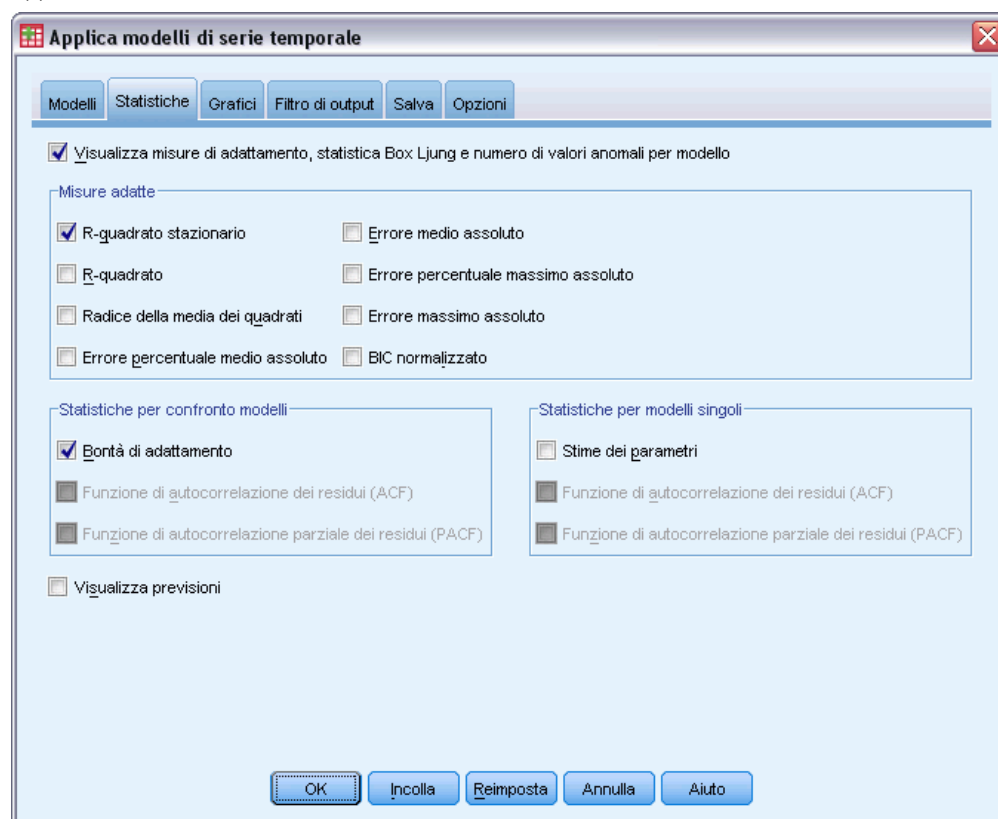 Applica modelli di serie temporale
Modelli Statistiche Grafici Filtro di output Salva Opzioni
Visualizza misure di adattamento, statistica Box Ljung e numero di valori anomali per modello
Misure adatte
R-quadrato stazionario Errore medio assoluto
R-quadrato Errore percentuale massimo assoluto
Radice della media dei quadrati Errore massimo assoluto
Errore percentuale medio assoluto BIC normalizzato
Statistiche per confronto modelli Statistiche per modelli singoli
Bontà di adattamento Stime dei parametri
Funzione di autocorrelazione dei residui (ACF) Funzione di autocorrelazione dei residui (ACF)
Funzione di autocorrelazione parziale dei residui (PACF) Funzione di autocorrelazione parziale dei residui (PACF)
Visualizza previsioni
OK Incolla Reimposta Annulla Aiuto